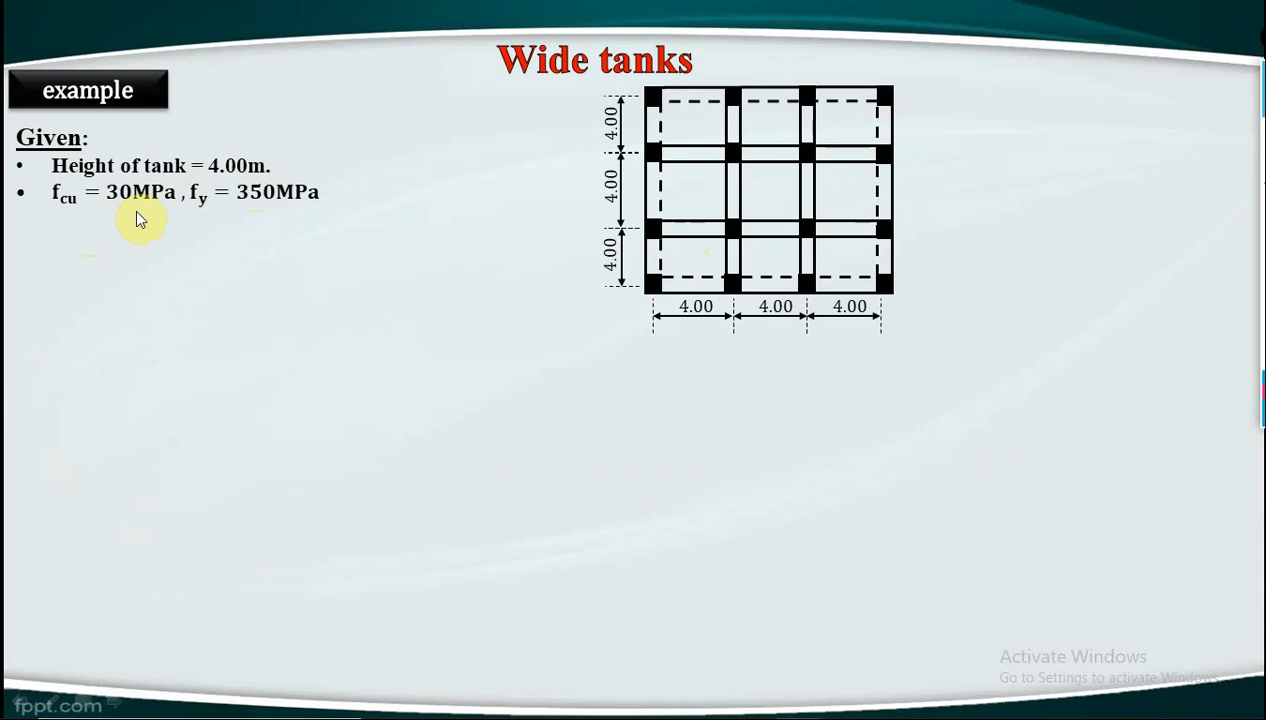 Wide tanks
example
Given:
• Height of tank = 4.00m.
• fcu = 30MPa , fy = 350MPa
4.00
4.00
4.00
4.00 4.00 4.00
Activate Windows
Go to Settings to activate Windows.
fppt.com